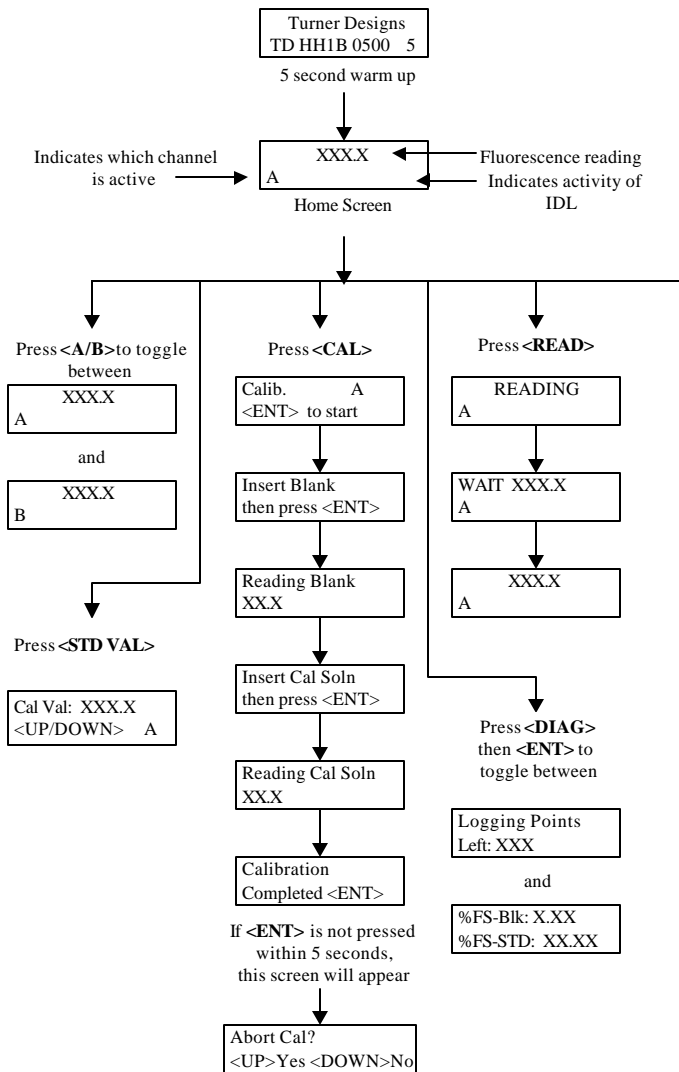 Turner Designs
TD HH1B 0500 5
5 second warm up
Indicates which channel
is active
XXX.X
A
Fluorescence reading
Indicates activity of
IDL
Home Screen
Press <A/B> to toggle
between
XXX.X
A
and
XXX.X
B
Press <STD VAL>
Cal Val: XXX.X
<UP/DOWN> A
Press <CAL>
Calib. A
<ENT> to start
Insert Blank
then press <ENT>
Reading Blank
XX.X
Insert Cal Soln
then press <ENT>
Reading Cal Soln
XX.X
Calibration
Completed <ENT>
If <ENT> is not pressed
within 5 seconds,
this screen will appear
Abort Cal?
<UP>Yes <DOWN>No
Press <READ>
READING
A
WAIT XXX.X
A
XXX.X
A
Press <DIAG>
then <ENT> to
toggle between
Logging Points
Left: XXX
and
%FS-Blk: X.XX
%FS-STD: XX.XX